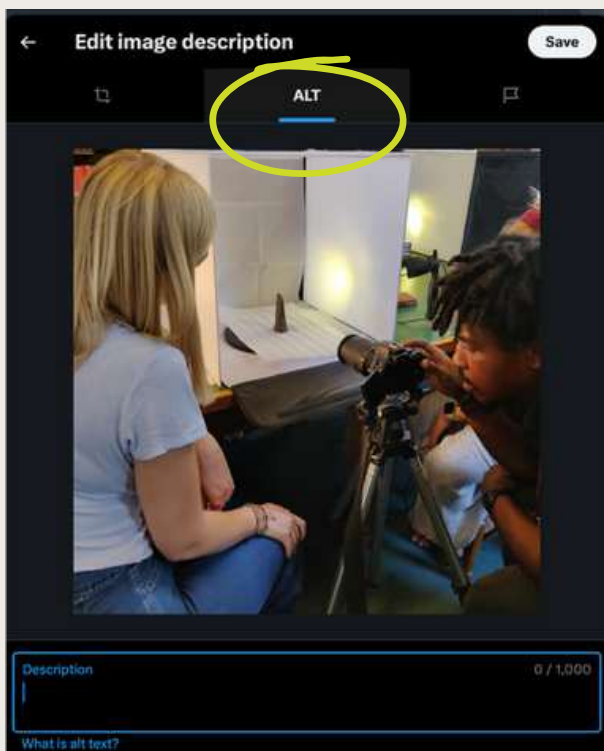 Edit image description
Save
ALT
Description
0 / 1,000
What is alt text?